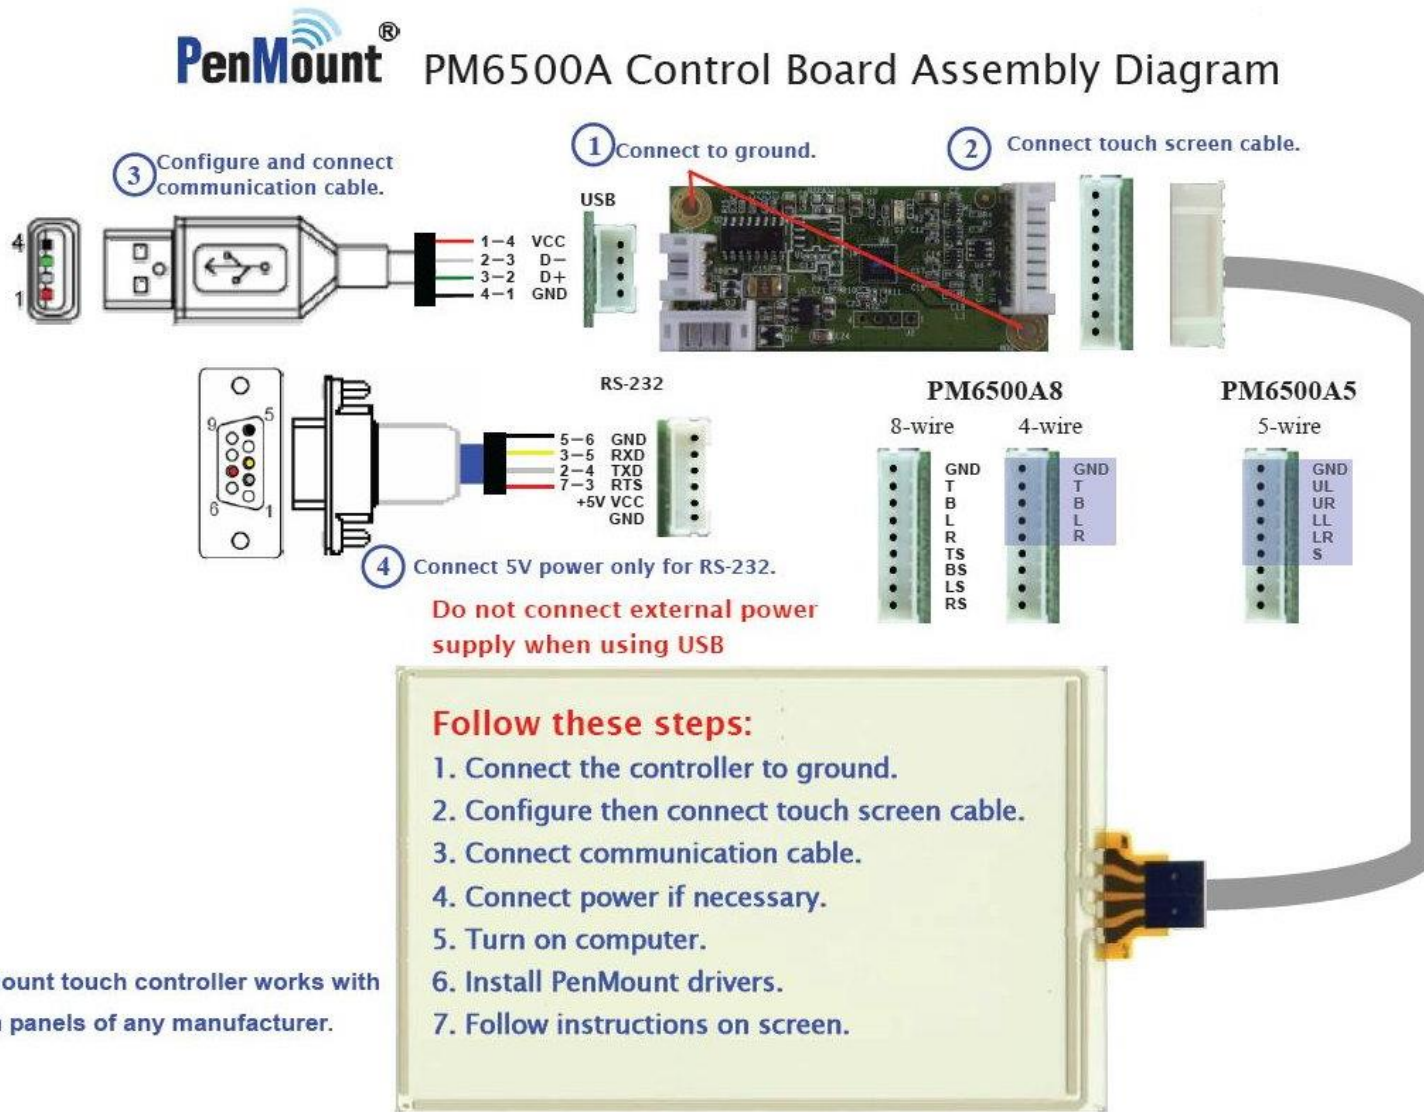 PenMount®
PM6500A Control Board Assembly Diagram
3 Configure and connect
communication cable.
1 Connect to ground.
2 Connect touch screen cable.
USB
4
1
1-4 VCC
2-3 D-
3-2 D+
4-1 GND
RS-232
9
5
6
1
5-6 GND
3-5 RXD
2-4 TXD
7-3 RTS
+5V VCC
GND
4 Connect 5V power only for RS-232.
Do not connect external power
supply when using USB
PM6500A8
8-wire
GND
T
B
L
R
TS
BS
LS
RS
4-wire
GND
T
B
L
R
PM6500A5
5-wire
GND
UL
UR
LL
LR
S
Follow these steps:
1. Connect the controller to ground.
2. Configure then connect touch screen cable.
3. Connect communication cable.
4. Connect power if necessary.
5. Turn on computer.
6. Install PenMount drivers.
7. Follow instructions on screen.
ount touch controller works with
panels of any manufacturer.